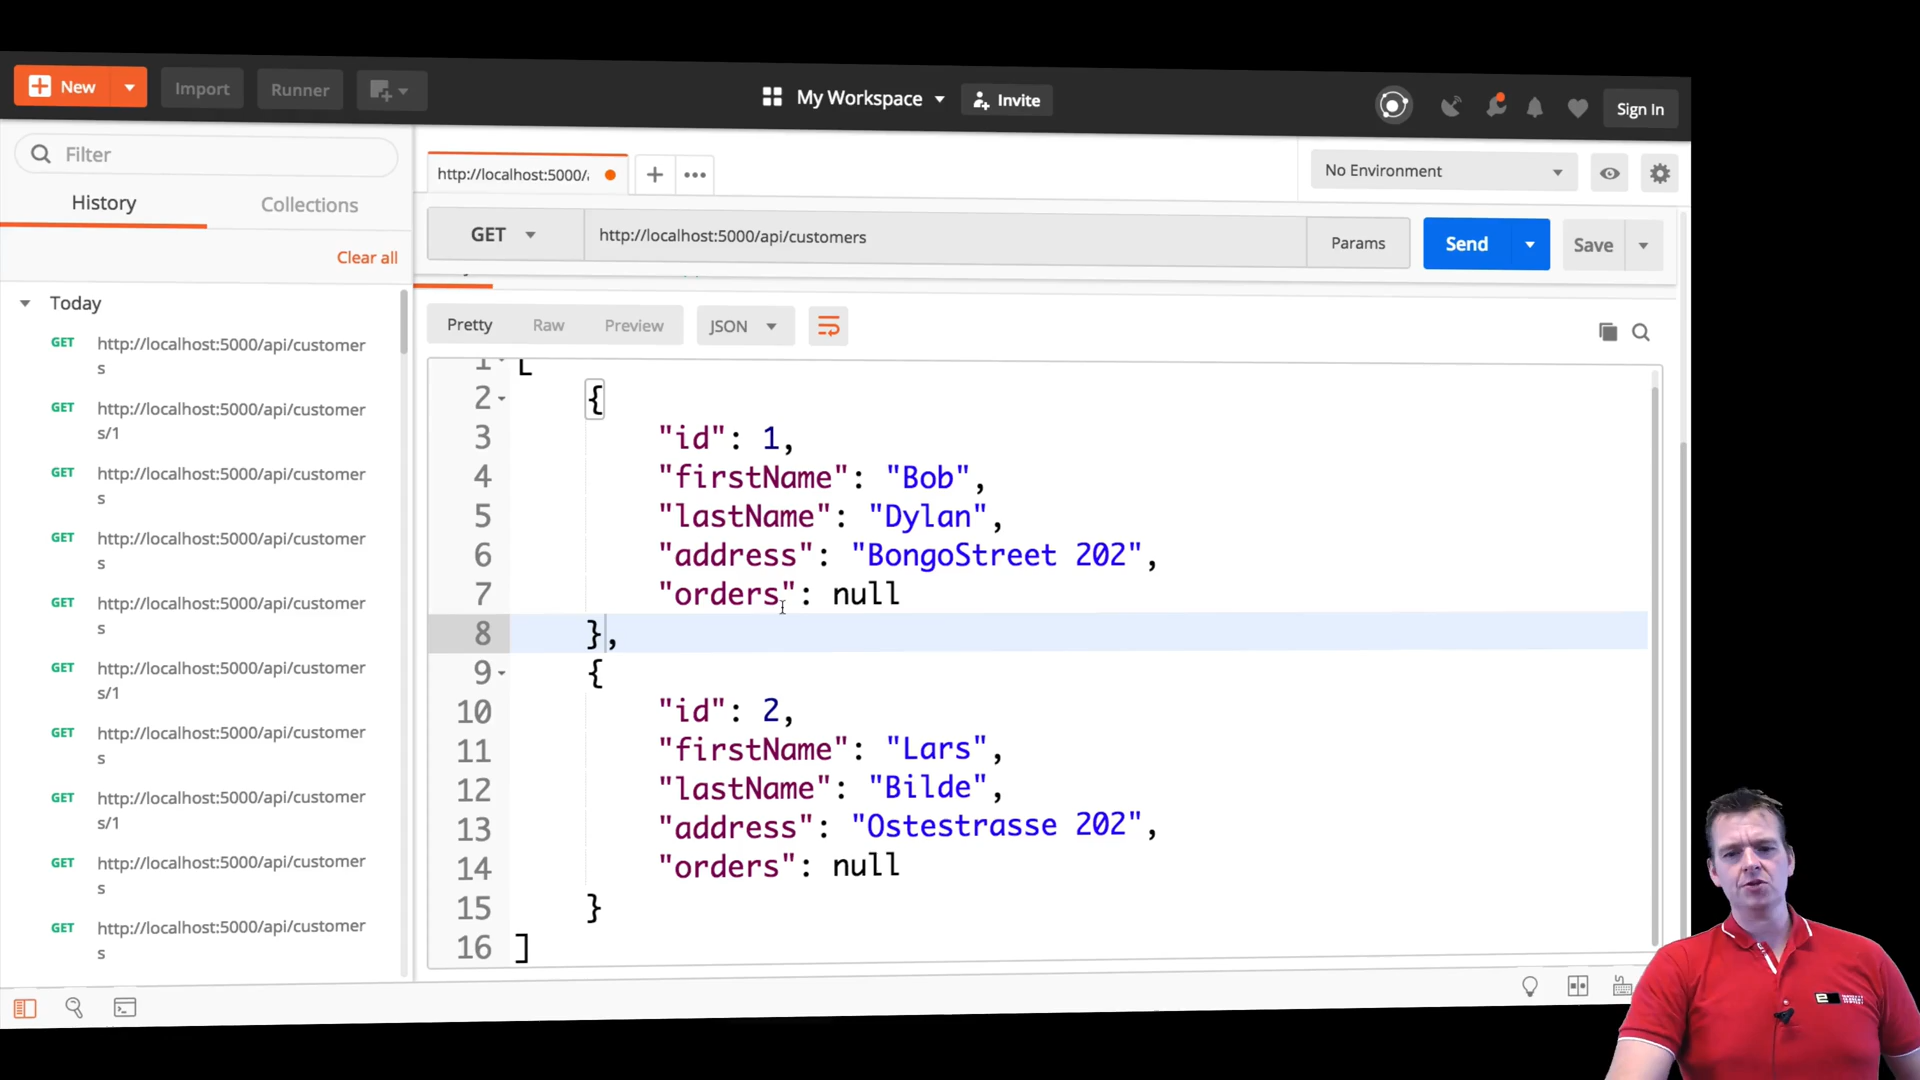 New
Import
Runner
My Workspace
Invite
Sign In
Filter
History
Collections
Clear all
Today
GET http://localhost:5000/api/customer
s
GET http://localhost:5000/api/customer
s/1
GET http://localhost:5000/api/customer
s
GET http://localhost:5000/api/customer
s
GET http://localhost:5000/api/customer
s
GET http://localhost:5000/api/customer
s/1
GET http://localhost:5000/api/customer
s
GET http://localhost:5000/api/customer
s/1
GET http://localhost:5000/api/customer
s
GET http://localhost:5000/api/customer
s
http://localhost:5000/
No Environment
GET
http://localhost:5000/api/customers
Params
Send
Save
Pretty
Raw
Preview
JSON
1 [
2 {
3 "id": 1,
4 "firstName": "Bob",
5 "lastName": "Dylan",
6 "address": "BongoStreet 202",
7 "orders": null
8 },
9 {
10 "id": 2,
11 "firstName": "Lars",
12 "lastName": "Bilde",
13 "address": "Ostestrasse 202",
14 "orders": null
15 }
16 ]